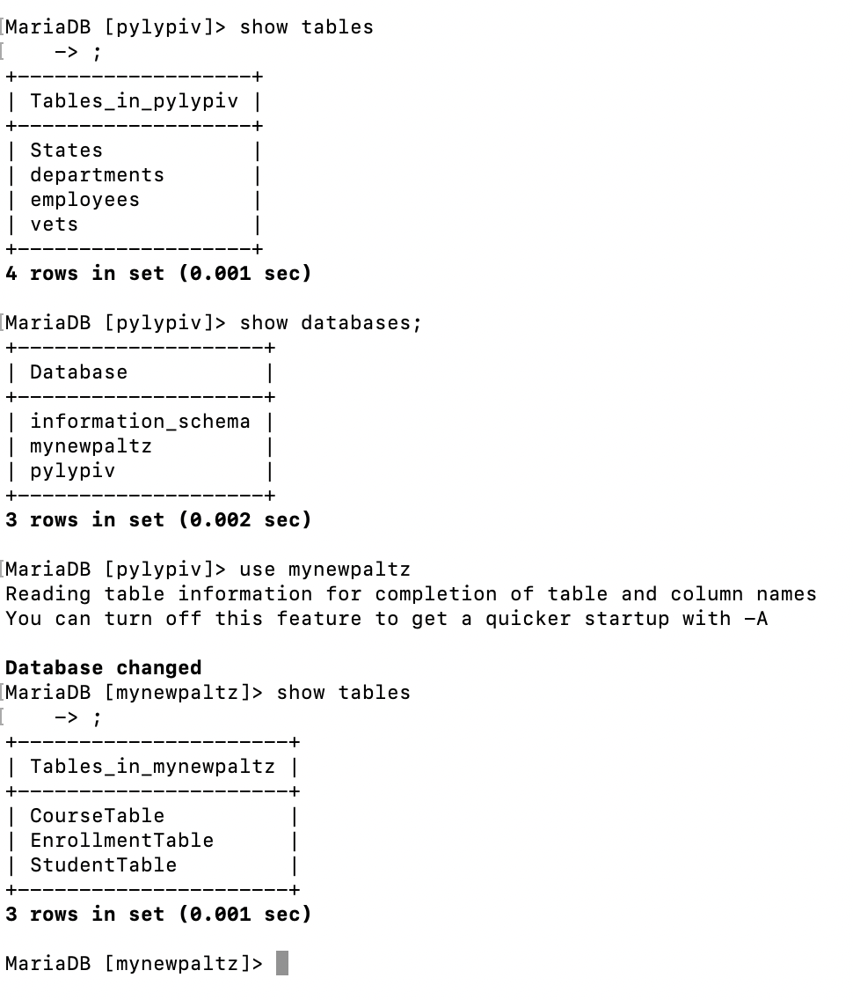 [MariaDB [pylypiv]> show tables
[    -> ;
+-------------------+
| Tables_in_pylypiv |
+-------------------+
| States            |
| departments       |
| employees         |
| vets              |
+-------------------+
4 rows in set (0.001 sec)
[MariaDB [pylypiv]> show databases;
+--------------------+
| Database           |
+--------------------+
| information_schema |
| mynewpaltz         |
| pylypiv            |
+--------------------+
3 rows in set (0.002 sec)
[MariaDB [pylypiv]> use mynewpaltz
Reading table information for completion of table and column names
You can turn off this feature to get a quicker startup with -A
Database changed
[MariaDB [mynewpaltz]> show tables
[    -> ;
+----------------------+
| Tables_in_mynewpaltz |
+----------------------+
| CourseTable          |
| EnrollmentTable      |
| StudentTable         |
+----------------------+
3 rows in set (0.001 sec)
MariaDB [mynewpaltz]>